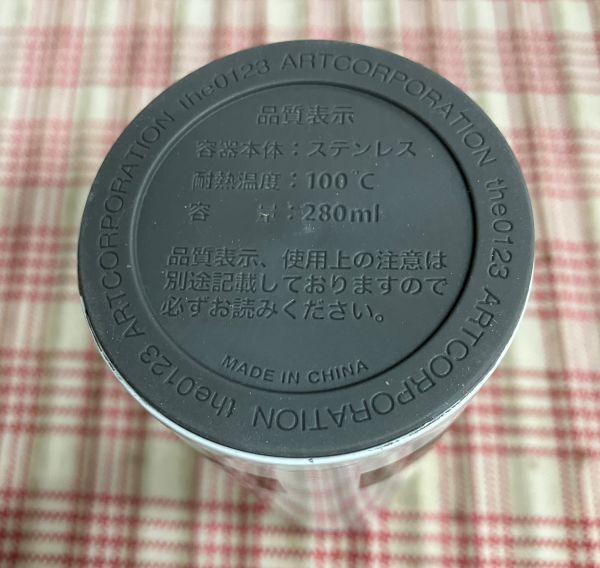 the0123 ARTCORPORATION the0123 ARTCORPORATION the0123 ARTCORPORATION
品質表示
容器本体：ステンレス
耐熱温度：100℃
容　　量：280ml
品質表示、使用上の注意は
別途記載しておりますので
必ずお読みください。
MADE IN CHINA